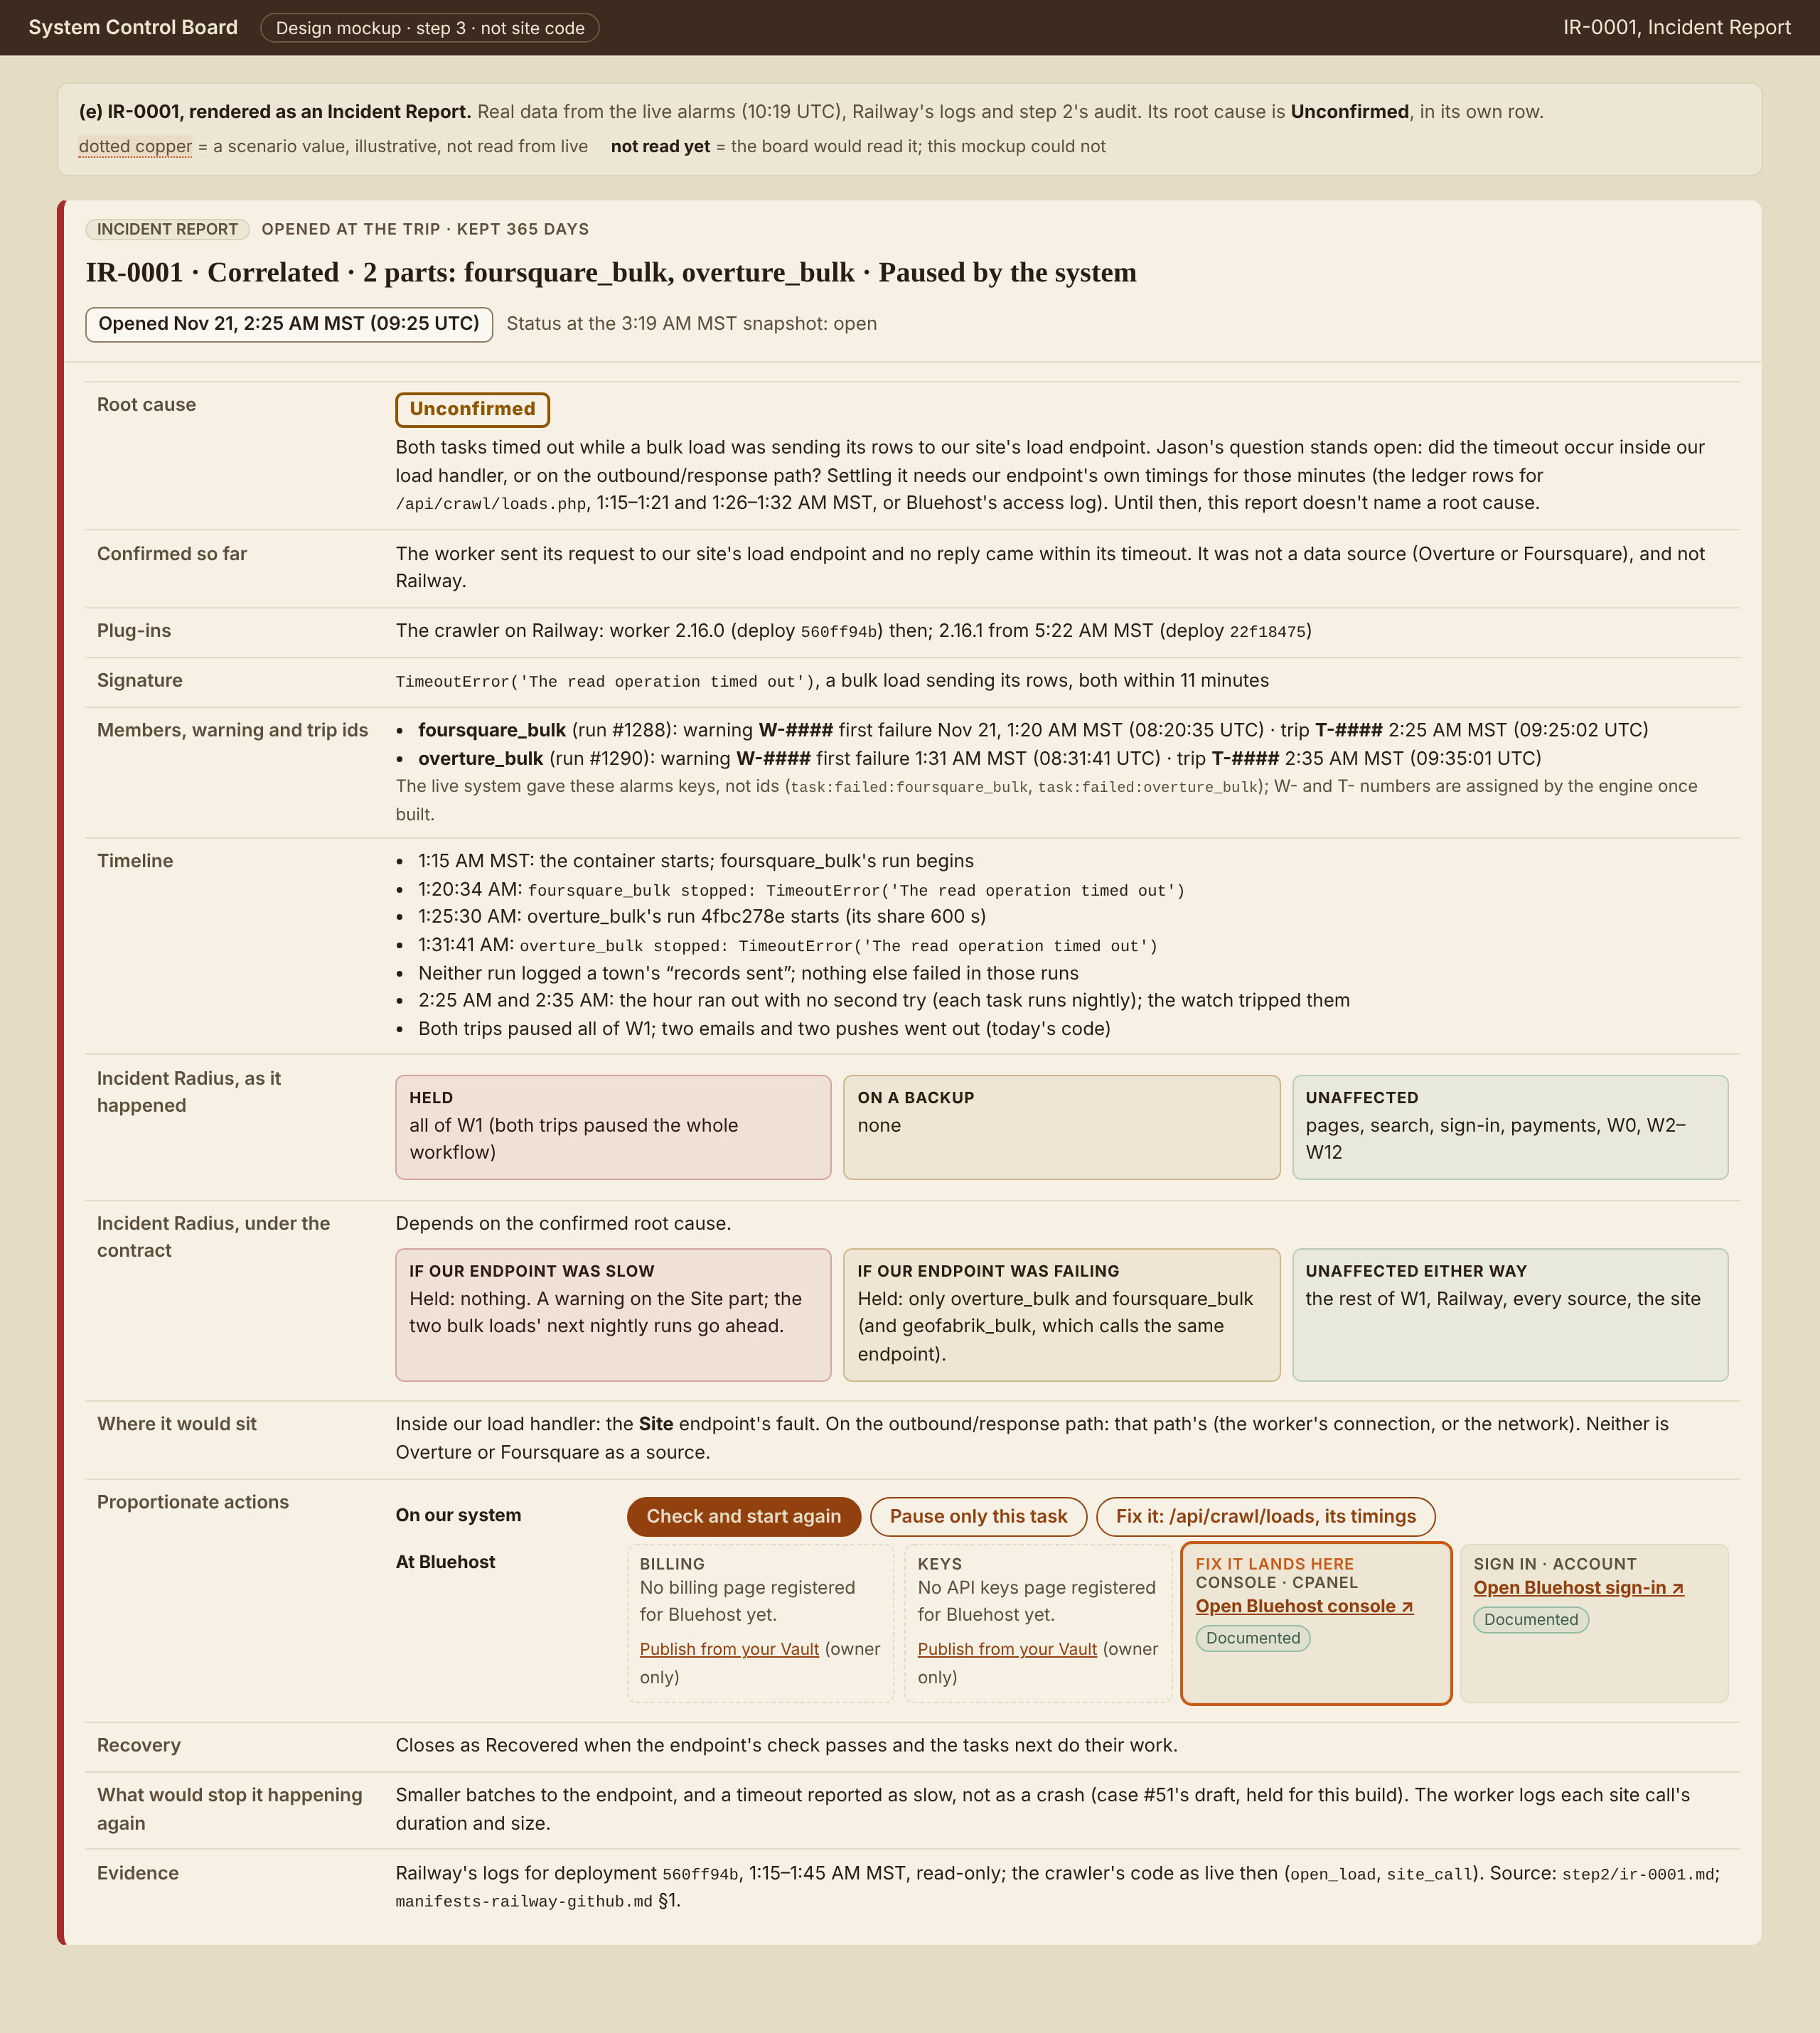 System Control Board
Design mockup · step 3 · not site code
IR-0001, Incident Report
(e) IR-0001, rendered as an Incident Report. Real data from the live alarms (10:19 UTC), Railway's logs and step 2's audit. Its root cause is Unconfirmed, in its own row.
dotted copper = a scenario value, illustrative, not read from live not read yet = the board would read it; this mockup could not
INCIDENT REPORT OPENED AT THE TRIP · KEPT 365 DAYS
IR-0001 · Correlated · 2 parts: foursquare_bulk, overture_bulk · Paused by the system
Opened Nov 21, 2:25 AM MST (09:25 UTC) Status at the 3:19 AM MST snapshot: open
Root cause
Unconfirmed
Both tasks timed out while a bulk load was sending its rows to our site's load endpoint. Jason's question stands open: did the timeout occur inside our
load handler, or on the outbound/response path? Settling it needs our endpoint's own timings for those minutes (the ledger rows for
/api/crawl/loads.php, 1:15–1:21 and 1:26–1:32 AM MST, or Bluehost's access log). Until then, this report doesn't name a root cause.
Confirmed so far
The worker sent its request to our site's load endpoint and no reply came within its timeout. It was not a data source (Overture or Foursquare), and not
Railway.
Plug-ins
The crawler on Railway: worker 2.16.0 (deploy 560ff94b) then; 2.16.1 from 5:22 AM MST (deploy 22f18475)
Signature
TimeoutError('The read operation timed out'), a bulk load sending its rows, both within 11 minutes
Members, warning and trip ids
• foursquare_bulk (run #1288): warning W-#### first failure Nov 21, 1:20 AM MST (08:20:35 UTC) · trip T-#### 2:25 AM MST (09:25:02 UTC)
• overture_bulk (run #1290): warning W-#### first failure 1:31 AM MST (08:31:41 UTC) · trip T-#### 2:35 AM MST (09:35:01 UTC)
The live system gave these alarms keys, not ids (task:failed:foursquare_bulk, task:failed:overture_bulk); W- and T- numbers are assigned by the engine once
built.
Timeline
• 1:15 AM MST: the container starts; foursquare_bulk's run begins
• 1:20:34 AM: foursquare_bulk stopped: TimeoutError('The read operation timed out')
• 1:25:30 AM: overture_bulk's run 4fbc278e starts (its share 600 s)
• 1:31:41 AM: overture_bulk stopped: TimeoutError('The read operation timed out')
• Neither run logged a town's “records sent”; nothing else failed in those runs
• 2:25 AM and 2:35 AM: the hour ran out with no second try (each task runs nightly); the watch tripped them
• Both trips paused all of W1; two emails and two pushes went out (today's code)
Incident Radius, as it
happened
HELD
all of W1 (both trips paused the whole
workflow)
ON A BACKUP
none
UNAFFECTED
pages, search, sign-in, payments, W0, W2–
W12
Incident Radius, under the
contract
Depends on the confirmed root cause.
IF OUR ENDPOINT WAS SLOW
Held: nothing. A warning on the Site part; the
two bulk loads' next nightly runs go ahead.
IF OUR ENDPOINT WAS FAILING
Held: only overture_bulk and foursquare_bulk
(and geofabrik_bulk, which calls the same
endpoint).
UNAFFECTED EITHER WAY
the rest of W1, Railway, every source, the site
Where it would sit
Inside our load handler: the Site endpoint's fault. On the outbound/response path: that path's (the worker's connection, or the network). Neither is
Overture or Foursquare as a source.
Proportionate actions
On our system
Check and start again
Pause only this task
Fix it: /api/crawl/loads, its timings
At Bluehost
BILLING
No billing page registered
for Bluehost yet.
Publish from your Vault (owner
only)
KEYS
No API keys page registered
for Bluehost yet.
Publish from your Vault (owner
only)
FIX IT LANDS HERE
CONSOLE · CPANEL
Open Bluehost console ↗
Documented
SIGN IN · ACCOUNT
Open Bluehost sign-in ↗
Documented
Recovery
Closes as Recovered when the endpoint's check passes and the tasks next do their work.
What would stop it happening
again
Smaller batches to the endpoint, and a timeout reported as slow, not as a crash (case #51's draft, held for this build). The worker logs each site call's
duration and size.
Evidence
Railway's logs for deployment 560ff94b, 1:15–1:45 AM MST, read-only; the crawler's code as live then (open_load, site_call). Source: step2/ir-0001.md;
manifests-railway-github.md §1.